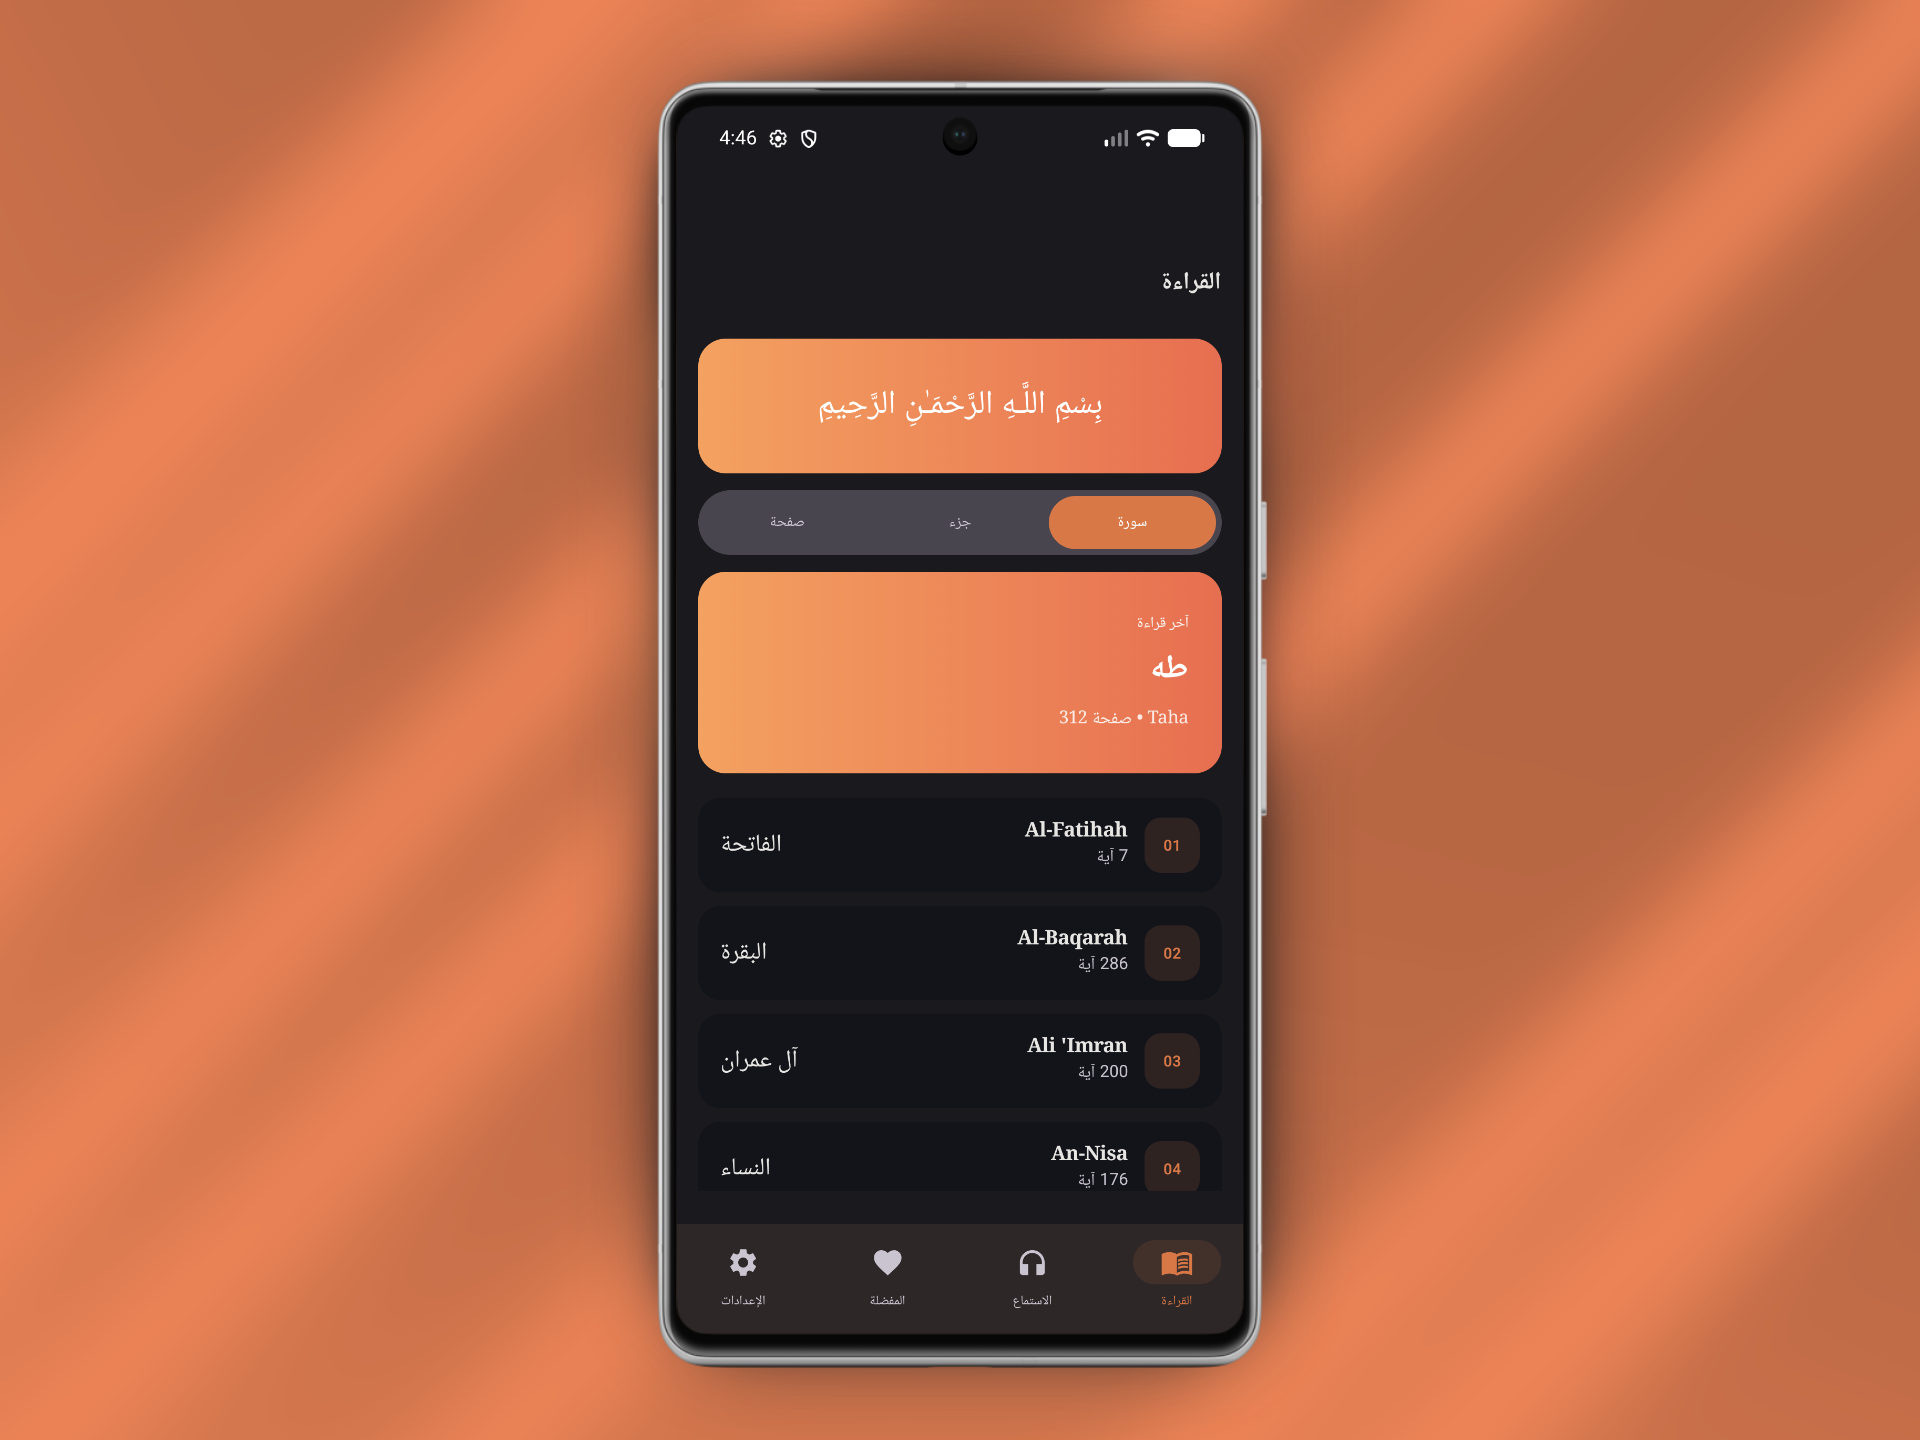 4:46
القراءة
بِسْمِ اللَّـهِ الرَّحْمَـٰنِ الرَّحِيمِ
سورة جزء صفحة
آخر قراءة
طه
Taha • صفحة 312
01 Al-Fatihah الفاتحة
7 آية
02 Al-Baqarah البقرة
286 آية
03 Ali 'Imran آل عمران
200 آية
04 An-Nisa النساء
176 آية
القراءة الاستماع المفضلة الإعدادات